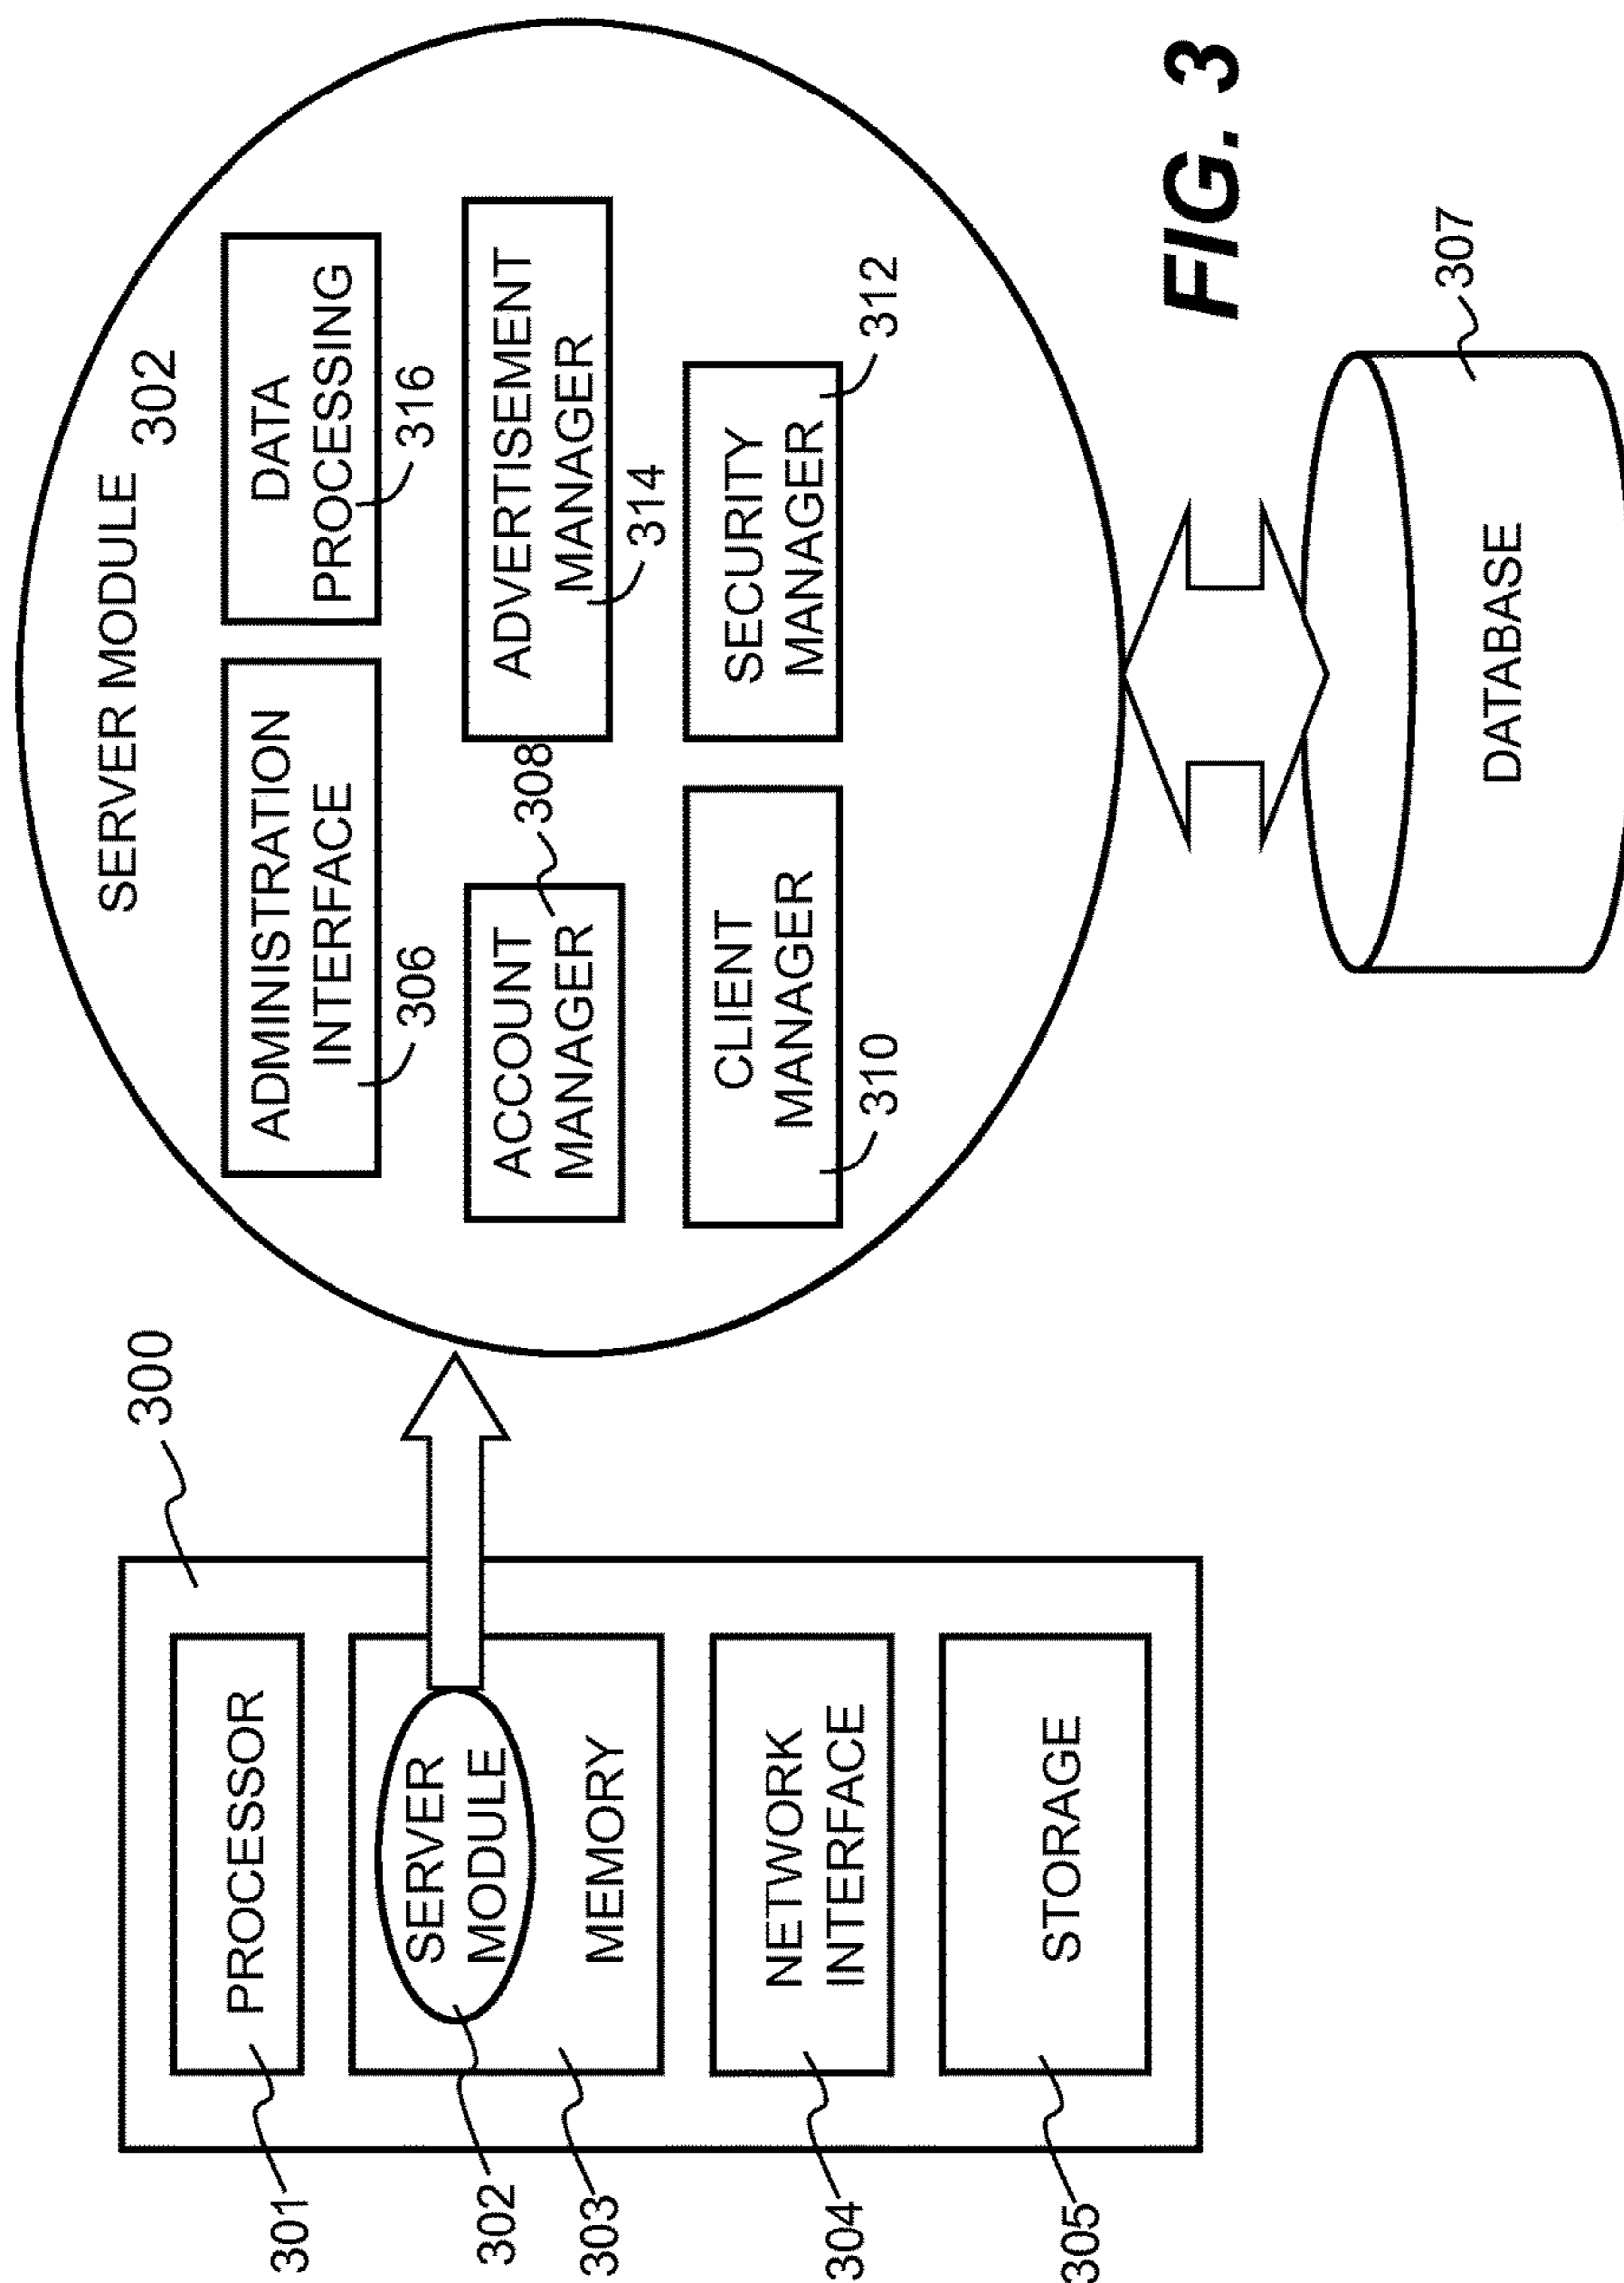 300
PROCESSOR
301
SERVER
MODULE
302
MEMORY
303
NETWORK
INTERFACE
304
STORAGE
305
SERVER MODULE
302
ADMINISTRATION
INTERFACE
306
DATA
PROCESSING
316
ACCOUNT
MANAGER
308
ADVERTISEMENT
MANAGER
314
CLIENT
MANAGER
310
SECURITY
MANAGER
312
DATABASE
307
FIG. 3